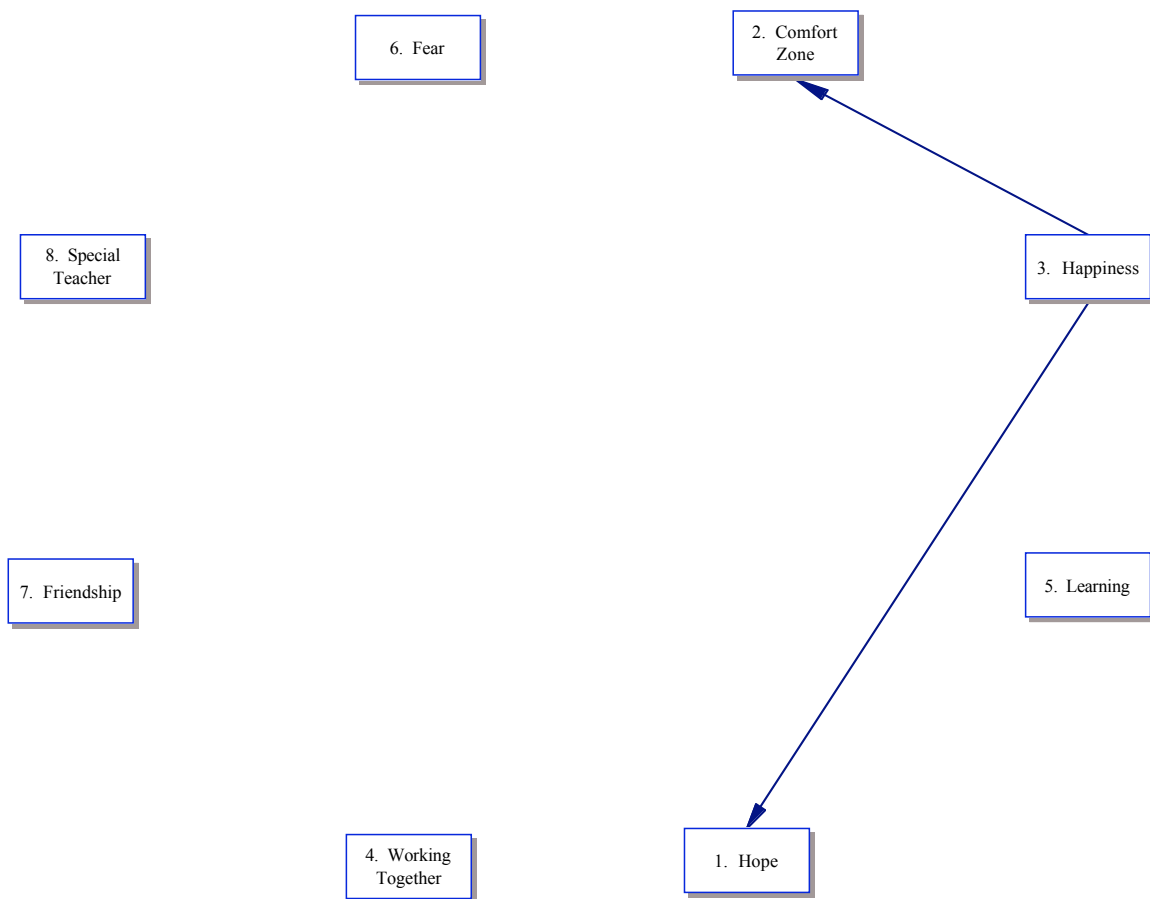 6. Fear
2. Comfort
Zone
8. Special
Teacher
3. Happiness
7. Friendship
5. Learning
4. Working
Together
1. Hope